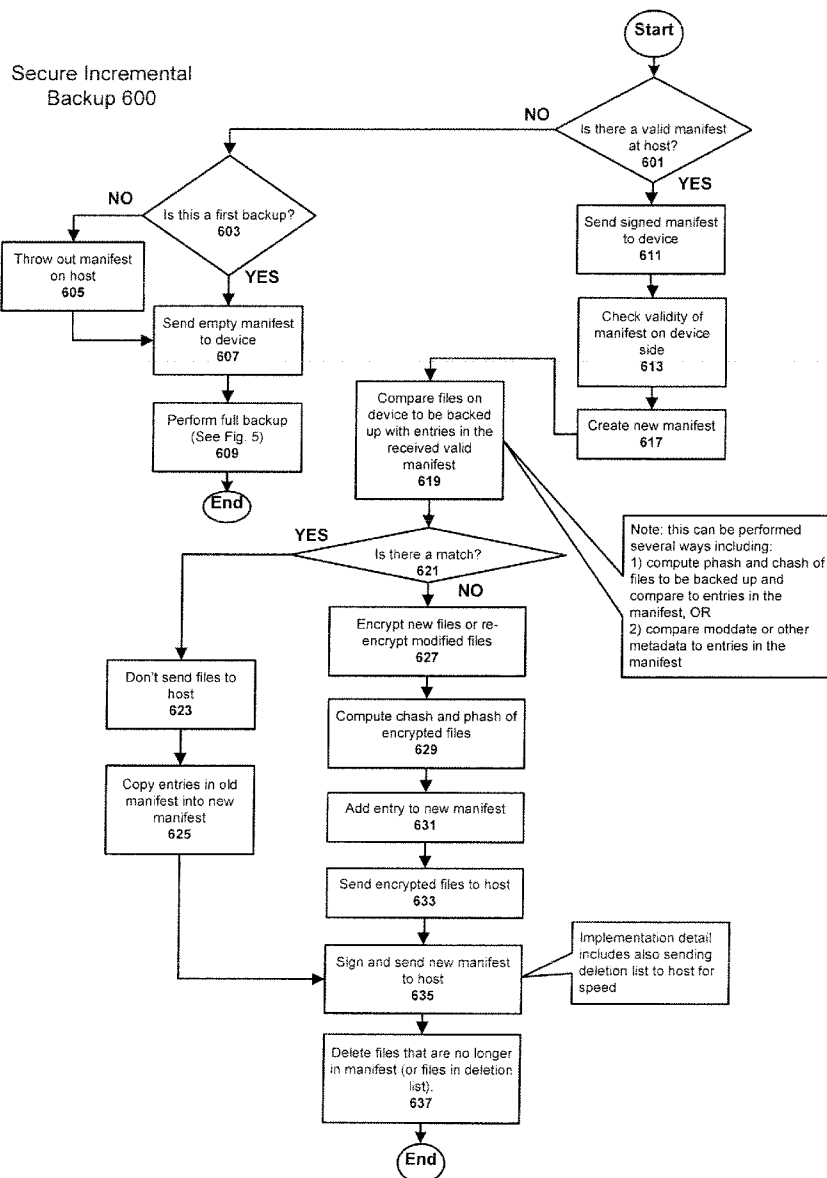 Start
Secure Incremental
Backup 600
NO
Is there a valid manifest
at host?
601
YES
NO
Is this a first backup?
603
YES
Send signed manifest
to device
611
Throw out manifest
on host
605
Send empty manifest
to device
607
Check validity of
manifest on device
side
613
Perform full backup
(See Fig. 5)
609
End
Compare files on
device to be backed
up with entries in the
received valid
manifest
619
Create new manifest
617
YES
Is there a match?
621
NO
Note: this can be performed
several ways including:
1) compute phash and chash of
files to be backed up and
compare to entries in the
manifest, OR
2) compare moddate or other
metadata to entries in the
manifest
Encrypt new files or re-
encrypt modified files
627
Don't send files to
host
623
Compute chash and phash of
encrypted files
629
Copy entries in old
manifest into new
manifest
625
Add entry to new manifest
631
Send encrypted files to host
633
Sign and send new manifest
to host
635
Implementation detail
includes also sending
deletion list to host for
speed
Delete files that are no longer
in manifest (or files in deletion
list).
637
End